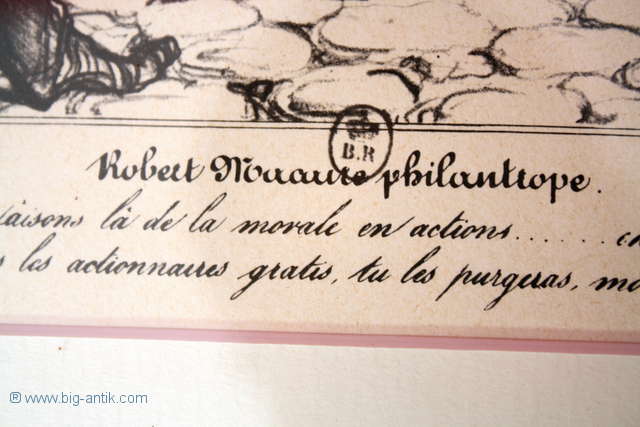 B.R
Robert Macaire philantrope.
faisons là de la morale en actions ......
les actionnaires gratis, tu les purgeras,
® www.big-antik.com